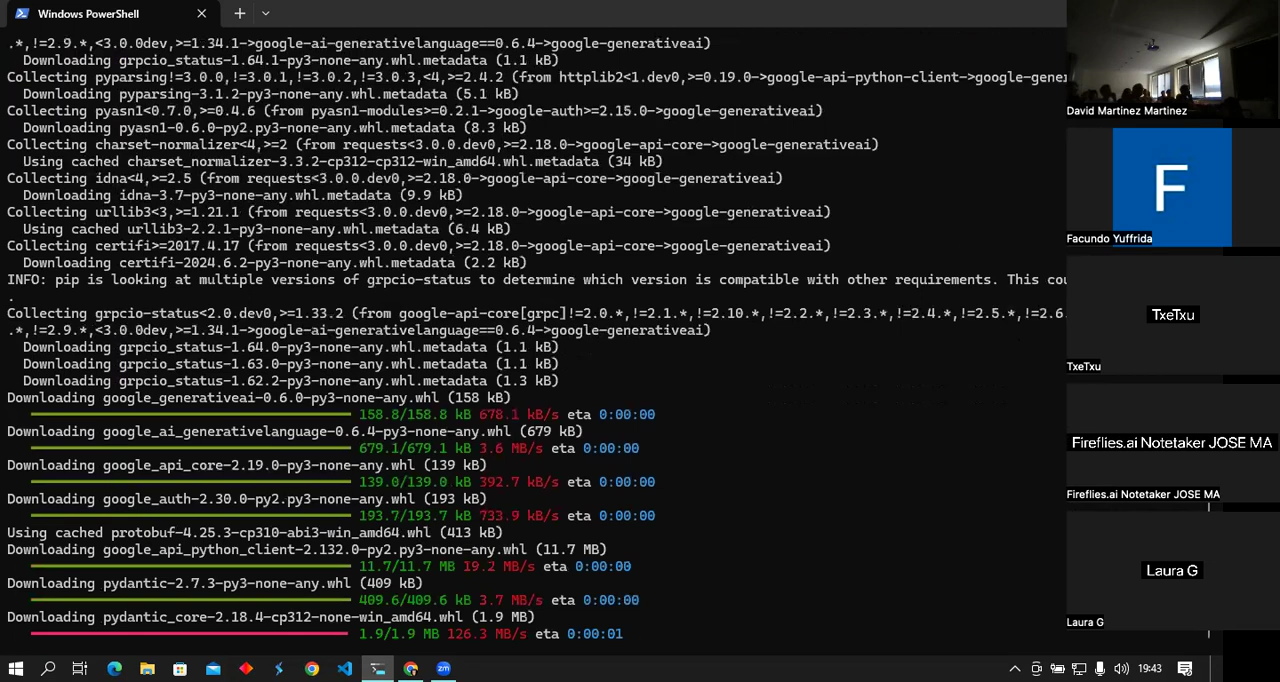 Windows PowerShell
.*,!=2.9.*,<3.0.0dev,>=1.34.1->google-ai-generativelanguage==0.6.4->google-generativeai)
Downloading grpcio_status-1.64.1-py3-none-any.whl.metadata (1.1 kB)
Collecting pyparsing!=3.0.0,!=3.0.1,!=3.0.2,!=3.0.3,<4,>=2.4.2 (from httplib2<1.dev0,>=0.19.0->google-api-python-client->google-gene
Downloading pyparsing-3.1.2-py3-none-any.whl.metadata (5.1 kB)
Collecting pyasn1<0.7.0,>=0.4.6 (from pyasn1-modules>=0.2.1->google-auth>=2.15.0->google-generativeai)
Downloading pyasn1-0.6.0-py2.py3-none-any.whl.metadata (8.3 kB)
Collecting charset-normalizer<4,>=2 (from requests<3.0.0.dev0,>=2.18.0->google-api-core->google-generativeai)
Using cached charset_normalizer-3.3.2-cp312-cp312-win_amd64.whl.metadata (34 kB)
Collecting idna<4,>=2.5 (from requests<3.0.0.dev0,>=2.18.0->google-api-core->google-generativeai)
Downloading idna-3.7-py3-none-any.whl.metadata (9.9 kB)
Collecting urllib3<3,>=1.21.1 (from requests<3.0.0.dev0,>=2.18.0->google-api-core->google-generativeai)
Using cached urllib3-2.2.1-py3-none-any.whl.metadata (6.4 kB)
Collecting certifi>=2017.4.17 (from requests<3.0.0.dev0,>=2.18.0->google-api-core->google-generativeai)
Downloading certifi-2024.6.2-py3-none-any.whl.metadata (2.2 kB)
INFO: pip is looking at multiple versions of grpcio-status to determine which version is compatible with other requirements. This cou
.
Collecting grpcio-status<2.0.dev0,>=1.33.2 (from google-api-core[grpc]!=2.0.*,!=2.1.*,!=2.10.*,!=2.2.*,!=2.3.*,!=2.4.*,!=2.5.*,!=2.6.
.*,!=2.9.*,<3.0.0dev,>=1.34.1->google-ai-generativelanguage==0.6.4->google-generativeai)
Downloading grpcio_status-1.64.0-py3-none-any.whl.metadata (1.1 kB)
Downloading grpcio_status-1.63.0-py3-none-any.whl.metadata (1.1 kB)
Downloading grpcio_status-1.62.2-py3-none-any.whl.metadata (1.3 kB)
Downloading google_generativeai-0.6.0-py3-none-any.whl (158 kB)
158.8/158.8 kB 678.1 kB/s eta 0:00:00
Downloading google_ai_generativelanguage-0.6.4-py3-none-any.whl (679 kB)
679.1/679.1 kB 3.6 MB/s eta 0:00:00
Downloading google_api_core-2.19.0-py3-none-any.whl (139 kB)
139.0/139.0 kB 392.7 kB/s eta 0:00:00
Downloading google_auth-2.30.0-py2.py3-none-any.whl (193 kB)
193.7/193.7 kB 733.9 kB/s eta 0:00:00
Using cached protobuf-4.25.3-cp310-abi3-win_amd64.whl (413 kB)
Downloading google_api_python_client-2.132.0-py2.py3-none-any.whl (11.7 MB)
11.7/11.7 MB 19.2 MB/s eta 0:00:00
Downloading pydantic-2.7.3-py3-none-any.whl (409 kB)
409.6/409.6 kB 3.7 MB/s eta 0:00:00
Downloading pydantic_core-2.18.4-cp312-none-win_amd64.whl (1.9 MB)
1.9/1.9 MB 126.3 MB/s eta 0:00:01
David Martinez Martinez
F
Facundo Yuffrida
TxeTxu
TxeTxu
Fireflies.ai Notetaker JOSE MA
Fireflies.ai Notetaker JOSE MA
Laura G
Laura G
zm
19:43